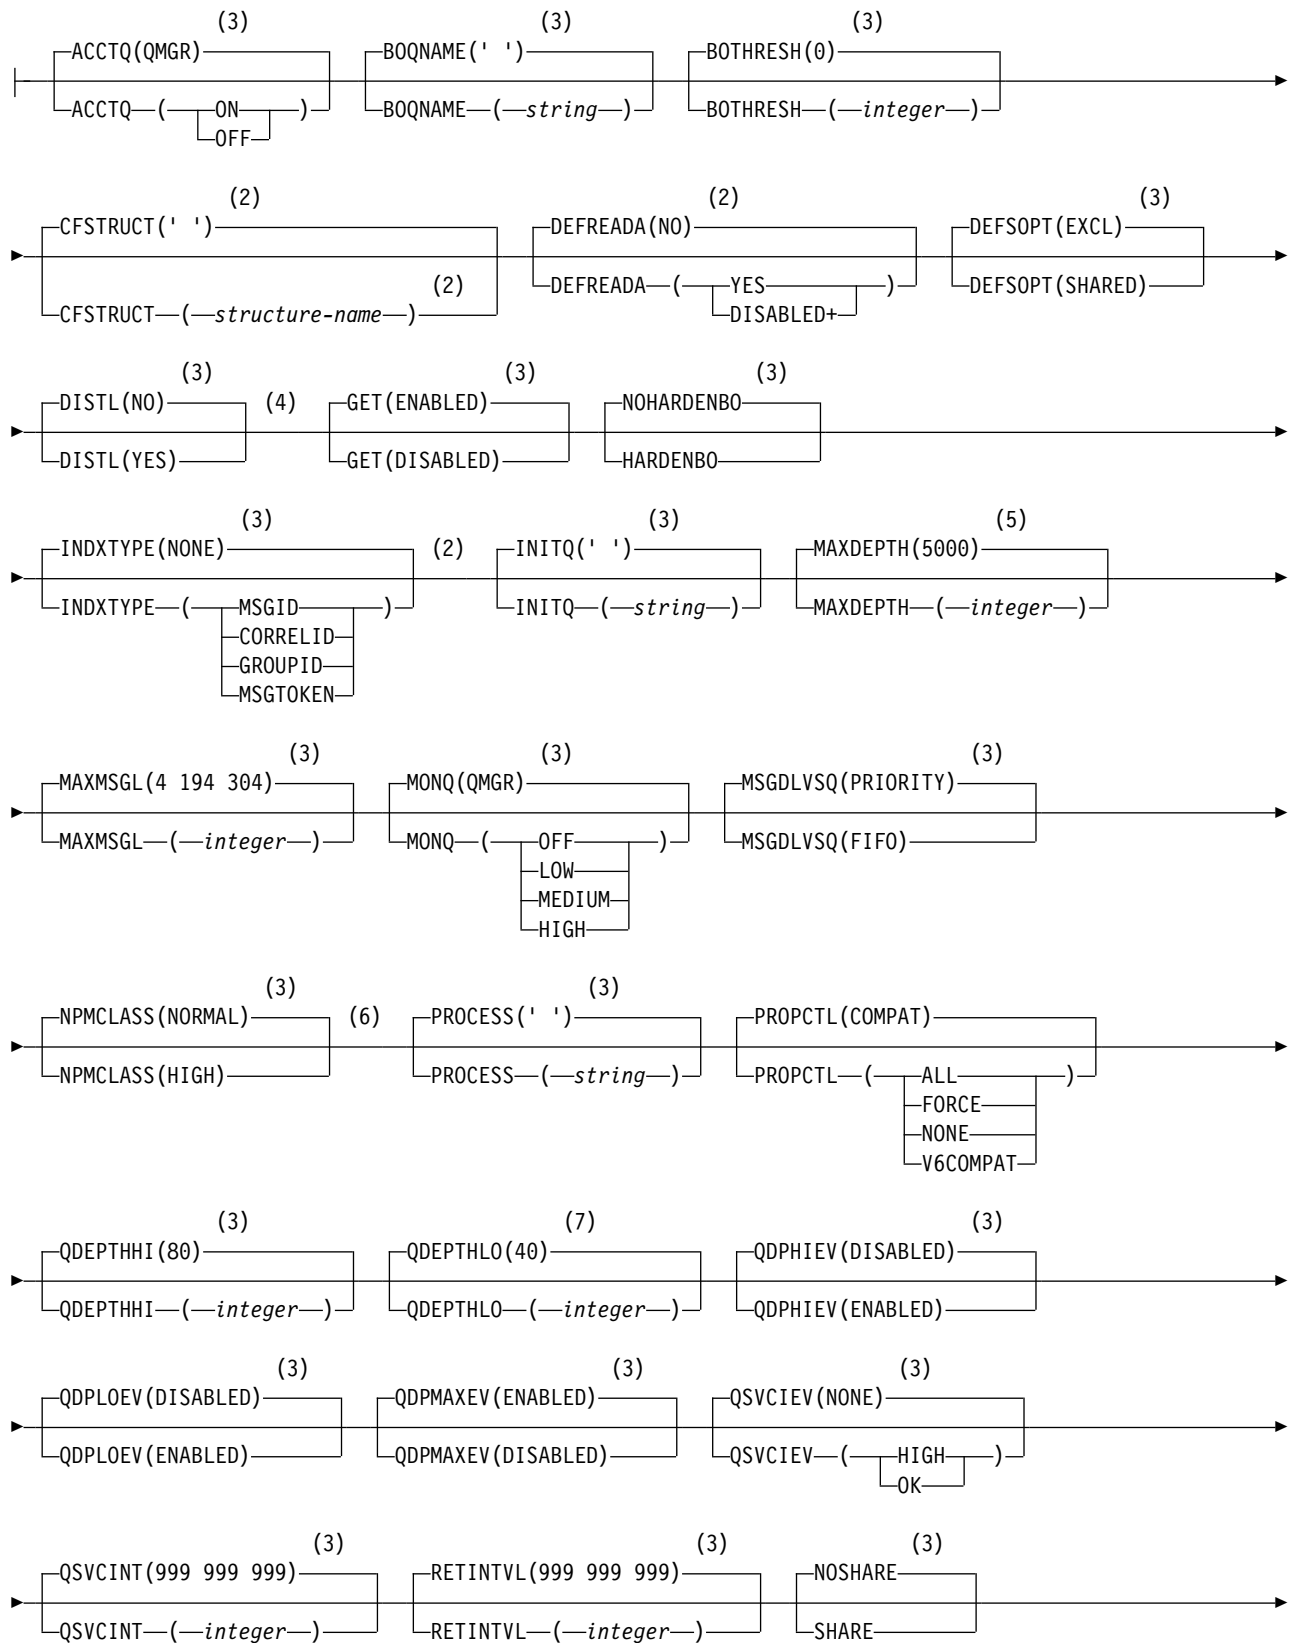 (3) (3) (3)
ACCTQ(QMGR) BOQNAME(' ') BOTHRESH(0)
ACCTQ ( ON ) BOQNAME ( string ) BOTHRESH ( integer )
OFF
(2) (2) (3)
CFSTRUCT(' ') DEFREADA(NO) DEFSOPT(EXCL)
(2) DEFREADA ( YES ) DEFSOPT(SHARED)
CFSTRUCT ( structure-name ) DISABLED+
(3) (3) (3)
DISTL(NO) (4) GET(ENABLED) NOHARDENBO
DISTL(YES) GET(DISABLED) HARDENBO
(3) (3) (5)
INDXTYPE(NONE) (2) INITQ(' ') MAXDEPTH(5000)
INDXTYPE ( MSGID ) INITQ ( string ) MAXDEPTH ( integer )
CORRELID
GROUPID
MSGTOKEN
(3) (3) (3)
MAXMSGL(4 194 304) MONQ(QMGR) MSGDLVSQ(PRIORITY)
MAXMSGL ( integer ) MONQ ( OFF ) MSGDLVSQ(FIFO)
LOW
MEDIUM
HIGH
(3) (3)
NPMCLASS(NORMAL) (6) PROCESS(' ') PROPCTL(COMPAT)
NPMCLASS(HIGH) PROCESS ( string ) PROPCTL ( ALL )
FORCE
NONE
V6COMPAT
(3) (7) (3)
QDEPTHHI(80) QDEPTHLO(40) QDPHIEV(DISABLED)
QDEPTHHI ( integer ) QDEPTHLO ( integer ) QDPHIEV(ENABLED)
(3) (3) (3)
QDPLOEV(DISABLED) QDPMAXEV(ENABLED) QSVCIEV(NONE)
QDPLOEV(ENABLED) QDPMAXEV(DISABLED) QSVCIEV ( HIGH )
OK
(3) (3) (3)
QSVCINT(999 999 999) RETINTVL(999 999 999) NOSHARE
QSVCINT ( integer ) RETINTVL ( integer ) SHARE